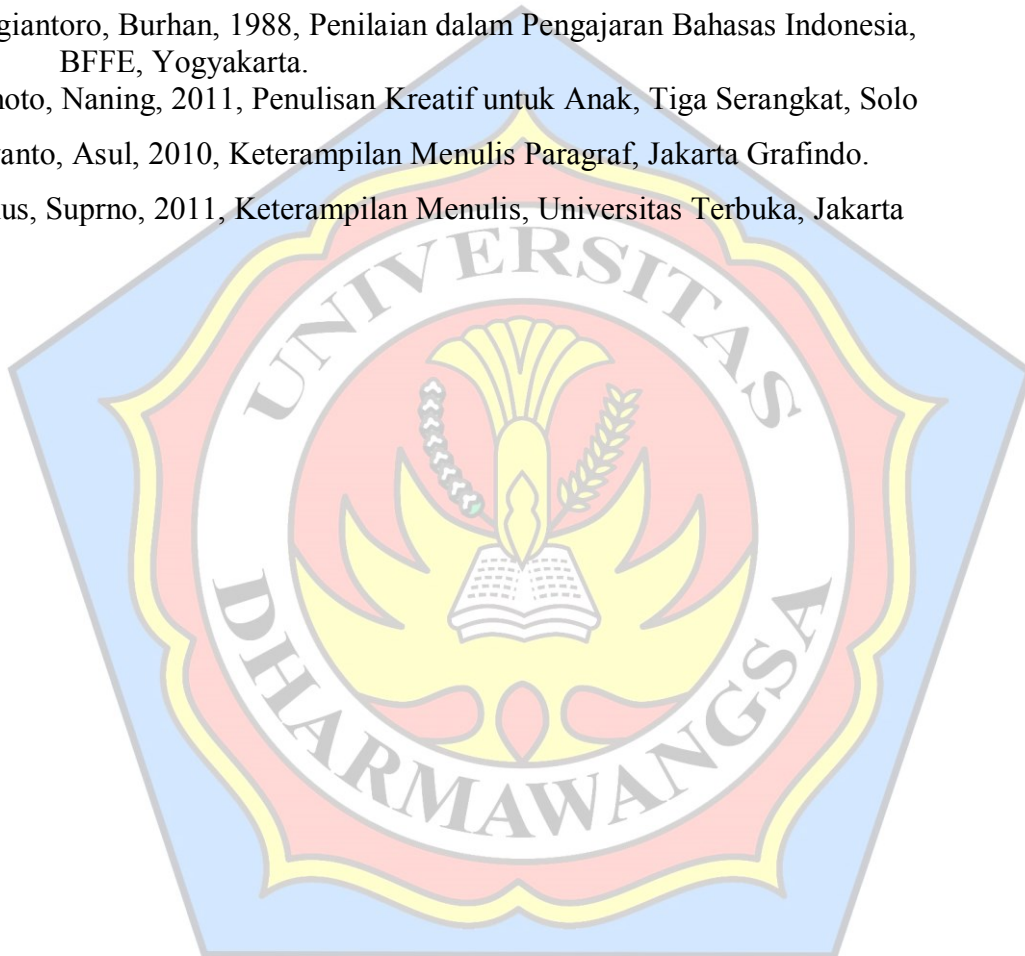 giantoro, Burhan, 1988, Penilaian dalam Pengajaran Bahasas Indonesia,
BFFE, Yogyakarta.
noto, Naning, 2011, Penulisan Kreatif untuk Anak, Tiga Serangkat, Solo
anto, Asul, 2010, Keterampilan Menulis Paragraf, Jakarta Grafindo.
us, Suprno, 2011, Keterampilan Menulis, Universitas Terbuka, Jakarta
UNIVERSITAS
DHARMAWANGSA